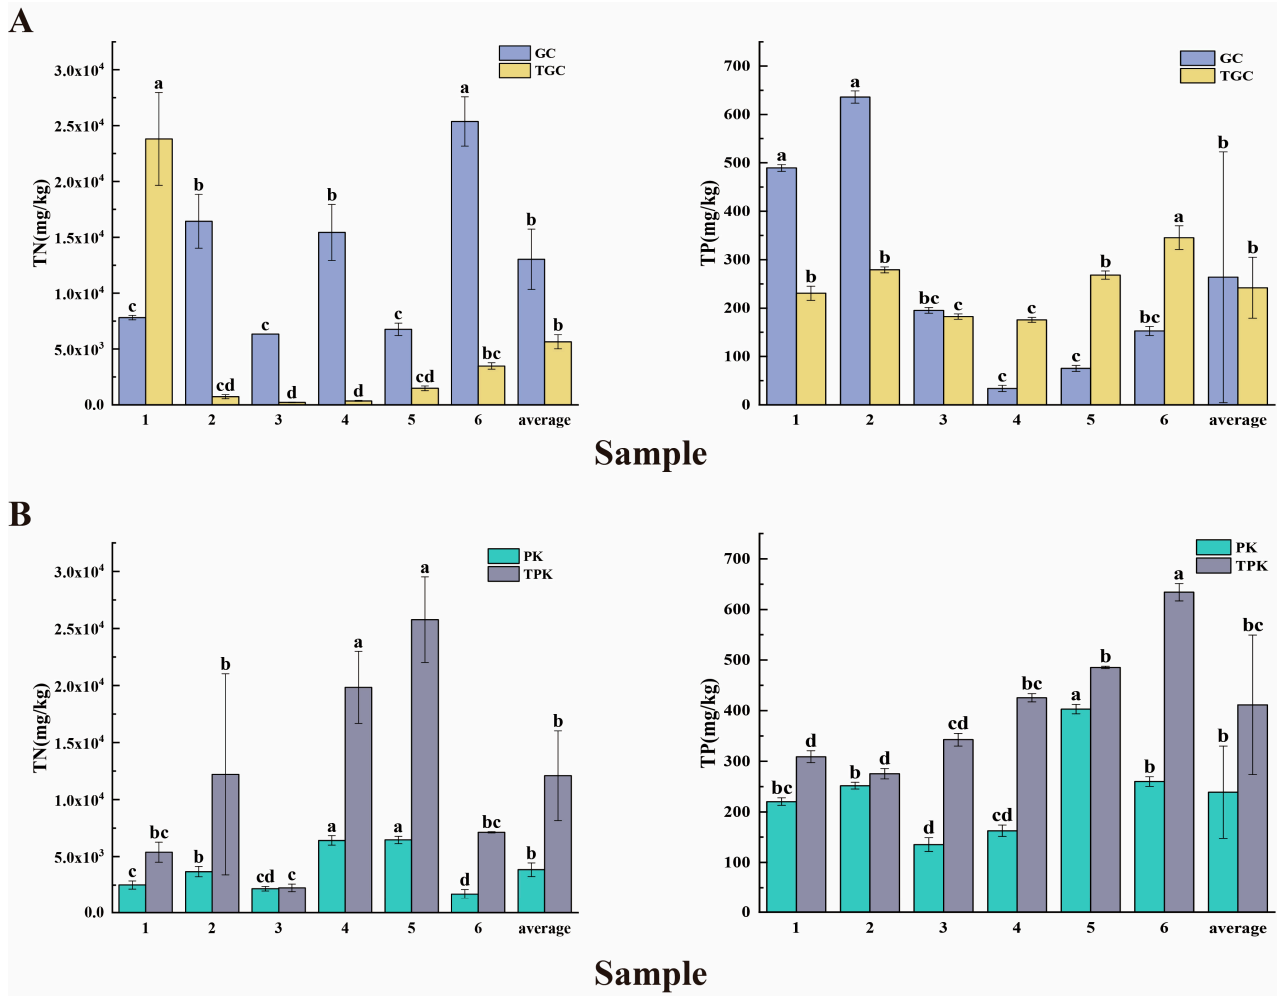 A
GC
TGC
TN(mg/kg)
3.0x10⁴
2.5x10⁴
2.0x10⁴
1.5x10⁴
1.0x10⁴
5.0x10³
0.0
c a b cd c d b d c cd a bc b b
1 2 3 4 5 6 average
GC
TGC
TP(mg/kg)
700
600
500
400
300
200
100
0
a b a b bc c c c c b bc a b b
1 2 3 4 5 6 average
Sample
B
PK
TPK
TN(mg/kg)
3.0x10⁴
2.5x10⁴
2.0x10⁴
1.5x10⁴
1.0x10⁴
5.0x10³
0.0
c bc b b cd c a a a a d bc b b
1 2 3 4 5 6 average
PK
TPK
TP(mg/kg)
700
600
500
400
300
200
100
0
bc d b d d cd cd bc a b b a b bc
1 2 3 4 5 6 average
Sample